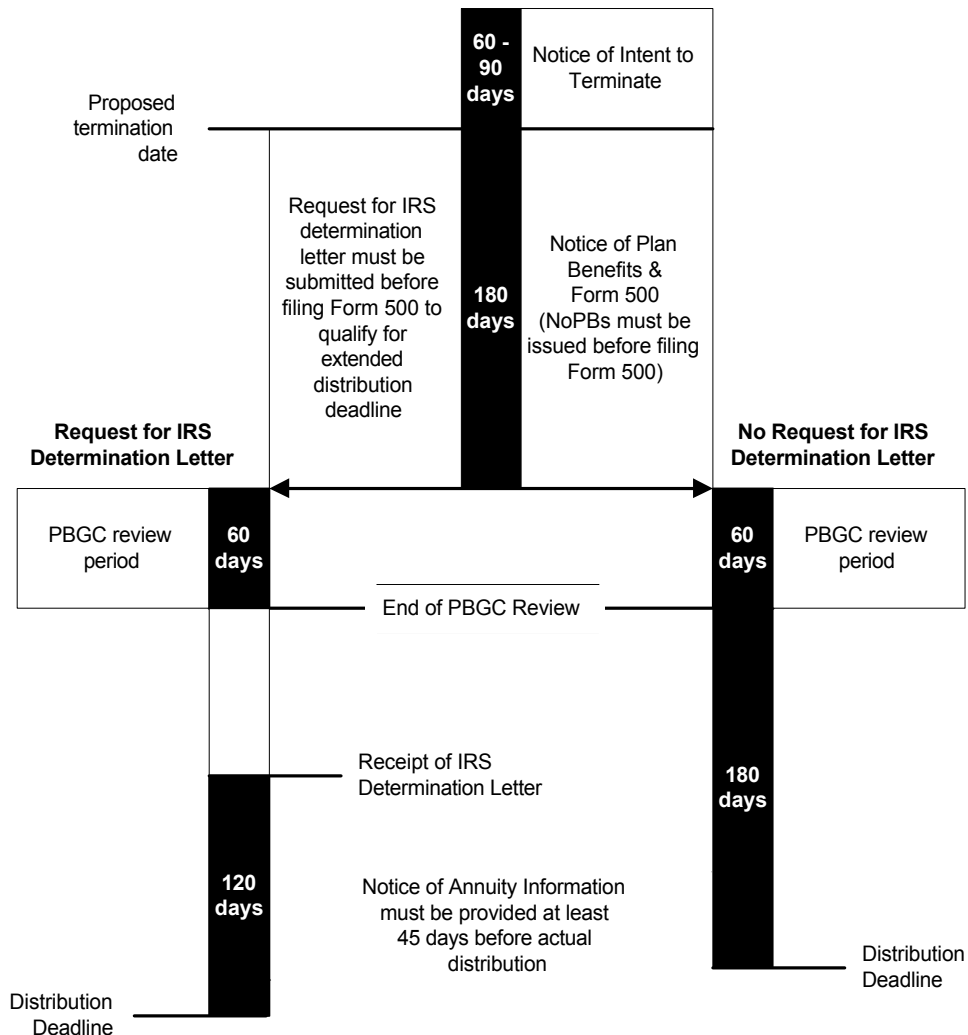 60 -
90
days
Notice of Intent to
Terminate
Proposed
termination
date
Request for IRS
determination
letter must be
submitted before
filing Form 500 to
qualify for
extended
distribution
deadline
180
days
Notice of Plan
Benefits &
Form 500
(NoPBs must be
issued before filing
Form 500)
Request for IRS
Determination Letter
No Request for IRS
Determination Letter
PBGC review
period
60
days
60
days
PBGC review
period
End of PBGC Review
Receipt of IRS
Determination Letter
180
days
120
days
Notice of Annuity Information
must be provided at least
45 days before actual
distribution
Distribution
Deadline
Distribution
Deadline